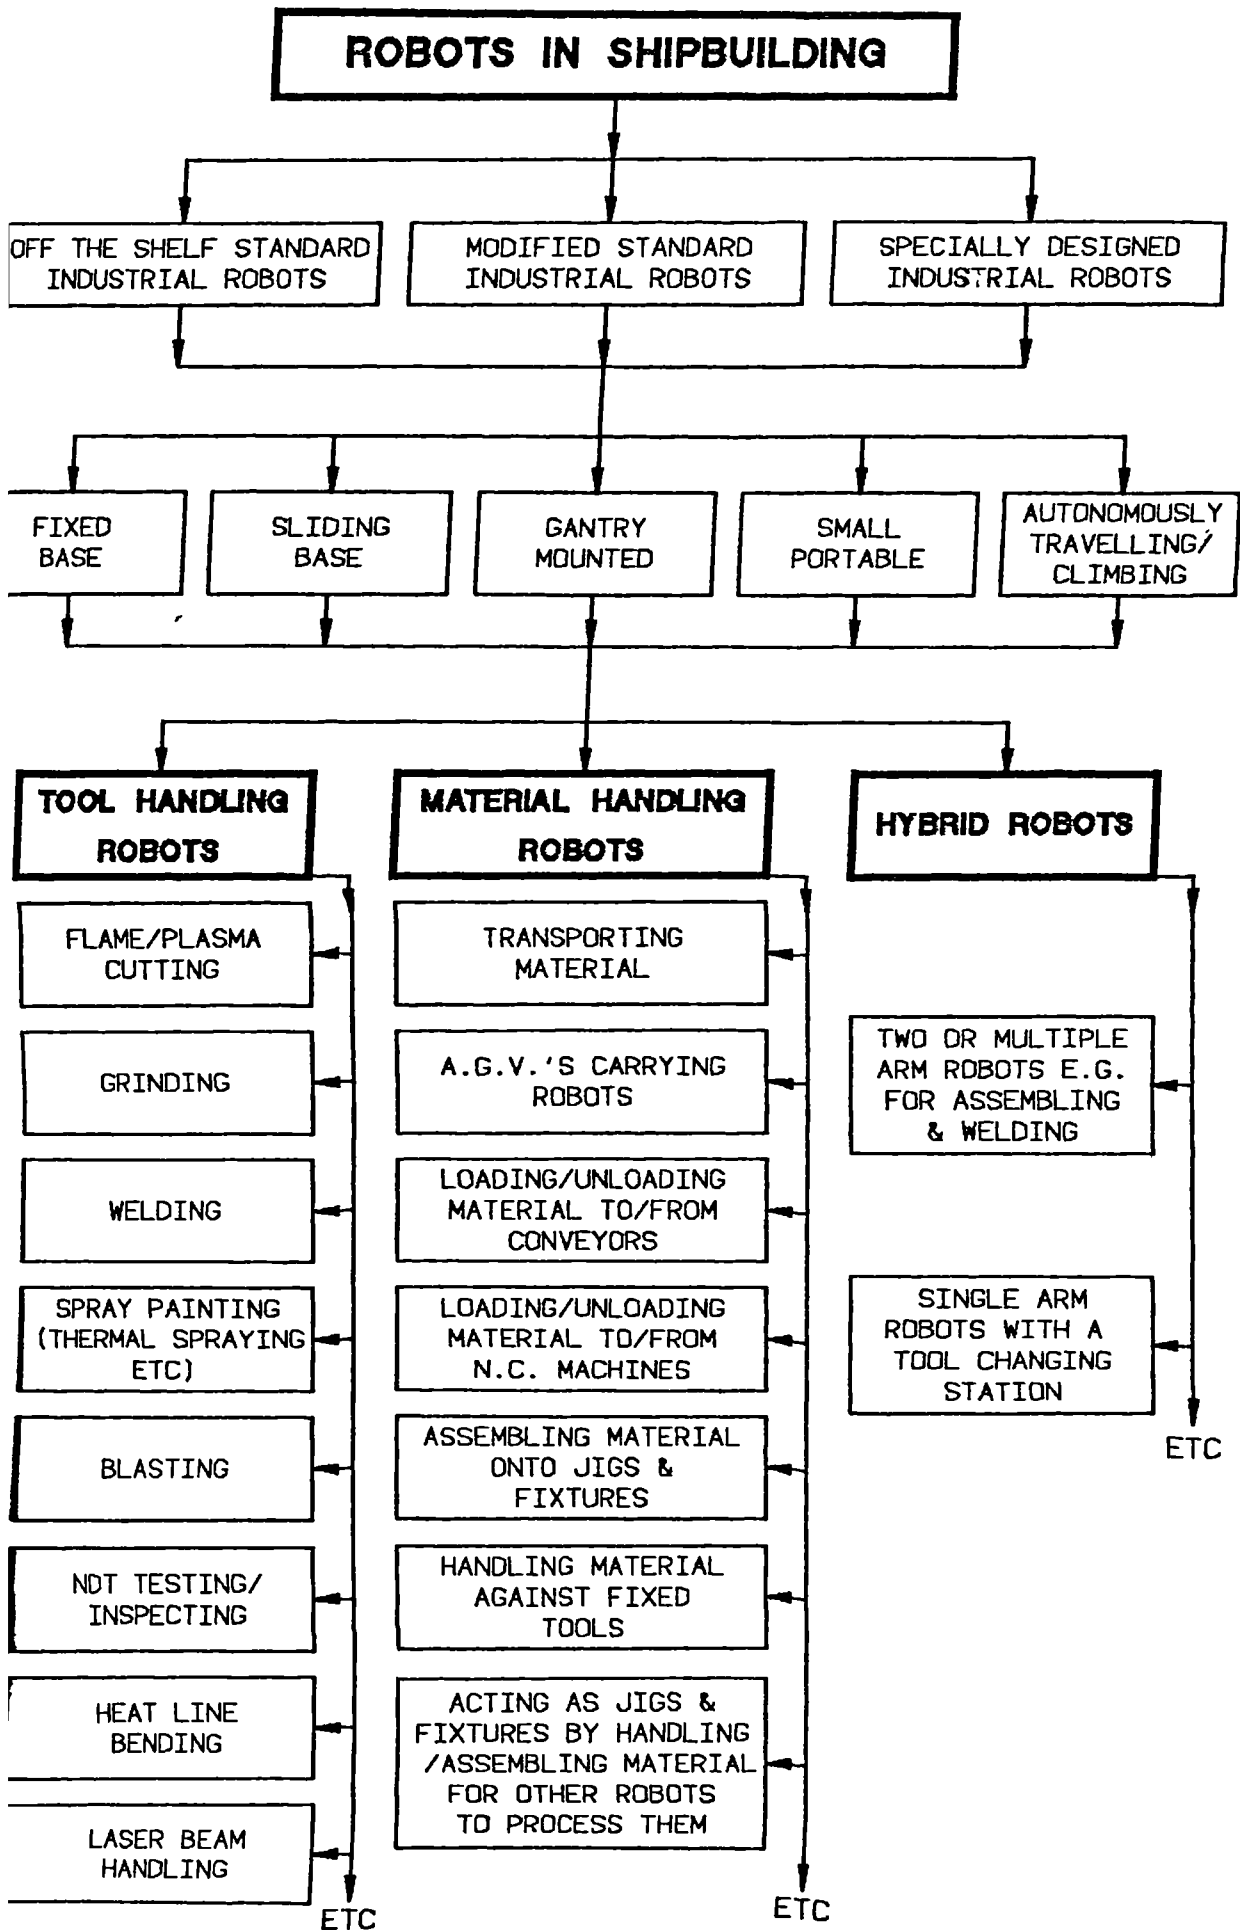 ROBOTS IN SHIPBUILDING
OFF THE SHELF STANDARD
INDUSTRIAL ROBOTS
MODIFIED STANDARD
INDUSTRIAL ROBOTS
SPECIALLY DESIGNED
INDUSTRIAL ROBOTS
FIXED
BASE
SLIDING
BASE
GANTRY
MOUNTED
SMALL
PORTABLE
AUTONOMOUSLY
TRAVELLING/
CLIMBING
TOOL HANDLING
ROBOTS
FLAME/PLASMA
CUTTING
GRINDING
WELDING
SPRAY PAINTING
(THERMAL SPRAYING
ETC)
BLASTING
NDT TESTING/
INSPECTING
HEAT LINE
BENDING
LASER BEAM
HANDLING
ETC
MATERIAL HANDLING
ROBOTS
TRANSPORTING
MATERIAL
A.G.V.'S CARRYING
ROBOTS
LOADING/UNLOADING
MATERIAL TO/FROM
CONVEYORS
LOADING/UNLOADING
MATERIAL TO/FROM
N.C. MACHINES
ASSEMBLING MATERIAL
ONTO JIGS &
FIXTURES
HANDLING MATERIAL
AGAINST FIXED
TOOLS
ACTING AS JIGS &
FIXTURES BY HANDLING
/ASSEMBLING MATERIAL
FOR OTHER ROBOTS
TO PROCESS THEM
ETC
HYBRID ROBOTS
TWO OR MULTIPLE
ARM ROBOTS E.G.
FOR ASSEMBLING
& WELDING
SINGLE ARM
ROBOTS WITH A
TOOL CHANGING
STATION
ETC